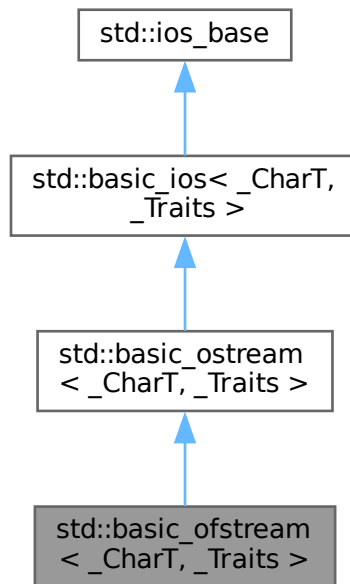 std::ios_base
std::basic_ios< _CharT,
_Traits >
std::basic_ostream
< _CharT, _Traits >
std::basic_ofstream
< _CharT, _Traits >